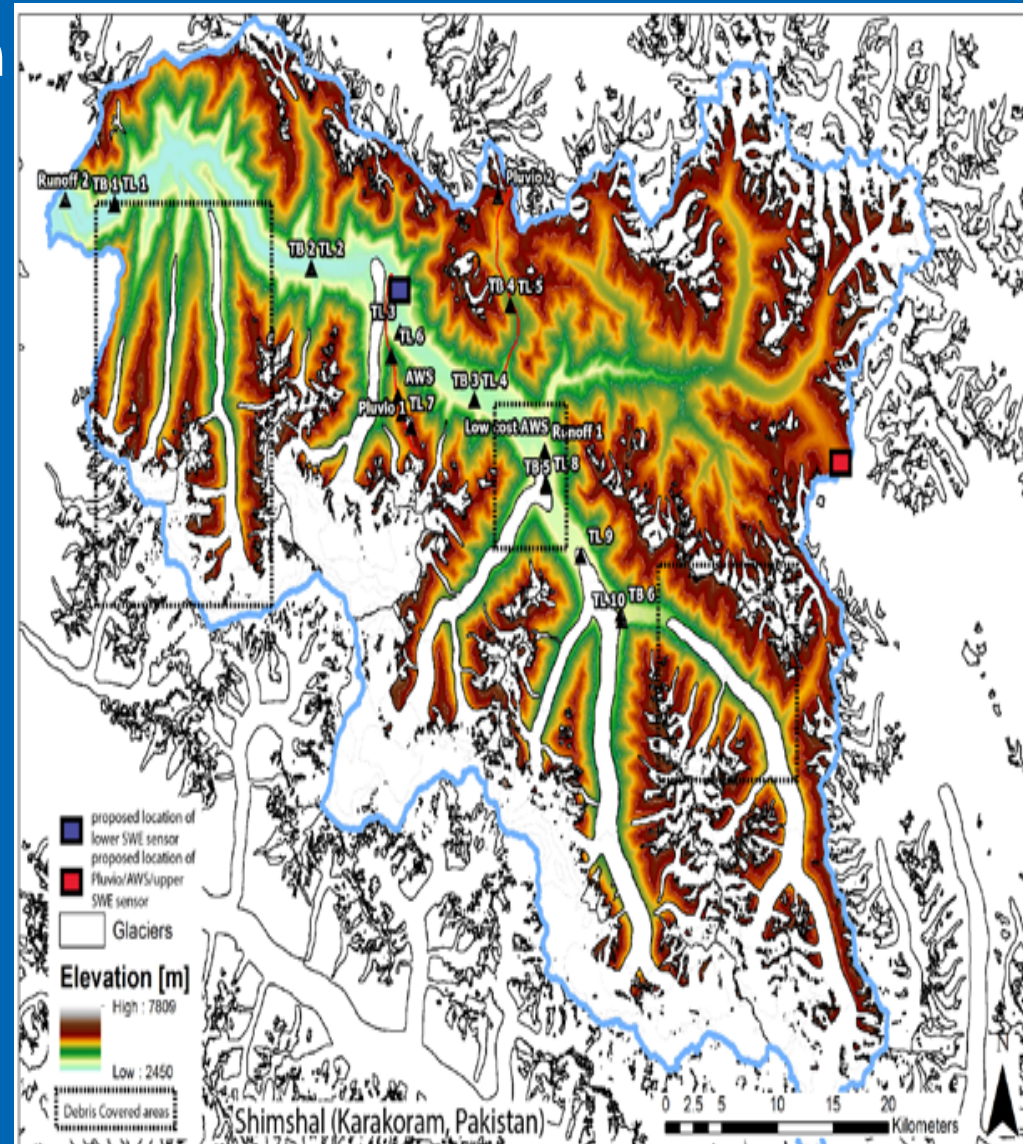 Runoff 2
TB 1 TL 1
Pluvio 2
TB 2 TL 2
TB 4 TL 5
TL 3
TL 6
AWS
TB 3 TL 4
Pluvio 1
TL 7
Low cost AWS
Runoff 1
TB 5 TL 8
TL 9
TL 10
TB 6
proposed location of
lower SWE sensor
proposed location of
Pluvio/AWS/upper
SWE sensor
Glaciers
Elevation [m]
High : 7809
Low : 2450
Debris Covered areas
Shimshal (Karakoram, Pakistan)
0 2.5 5 10 15 20
Kilometers